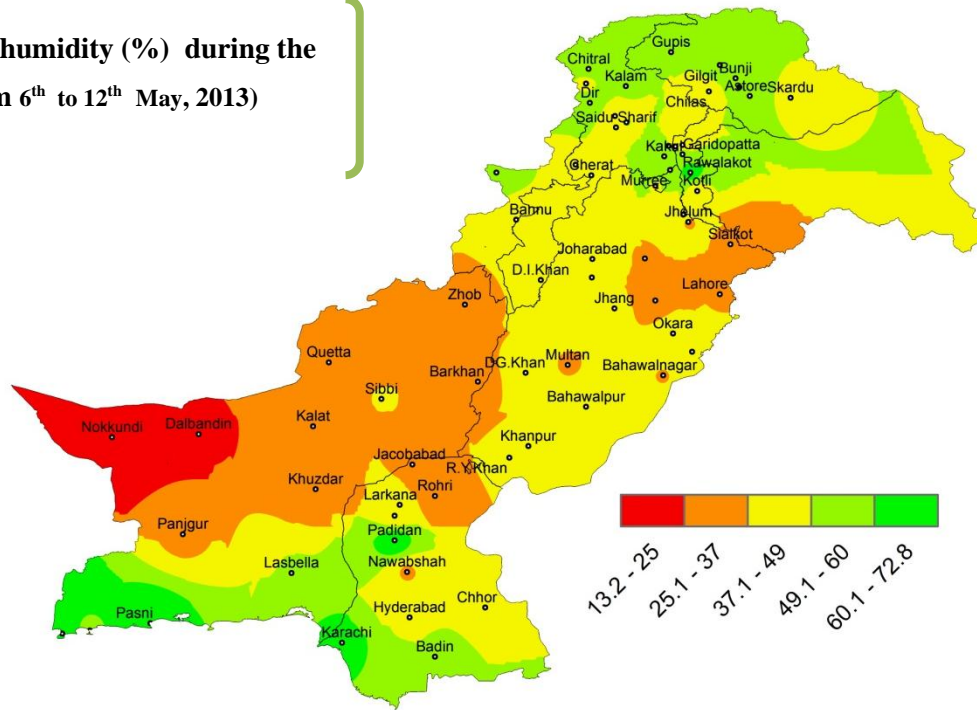 humidity (%) during the
6th to 12th May, 2013)
Gupis
Chitral
Bunji
Kalam
Gilgit
Dir
Astore
Skardu
Chilas
Saidu Sharif
Garidopatta
Rawalakot
Cherat
Murree
Kotli
Bannu
Jhelum
Sialkot
Joharabad
D.I.Khan
Zhob
Lahore
Jhang
Okara
Quetta
D.G.Khan
Multan
Barkhan
Bahawalnagar
Sibbi
Bahawalpur
Kalat
Nokkundi
Dalbandin
Khanpur
Jacobabad
R.Y.Khan
Khuzdar
Rohri
Larkana
Panjgur
Padidan
Lasbella
Nawabshah
Chhor
Hyderabad
Pasni
Karachi
Badin
13.2 - 25
25.1 - 37
37.1 - 49
49.1 - 60
60.1 - 72.8